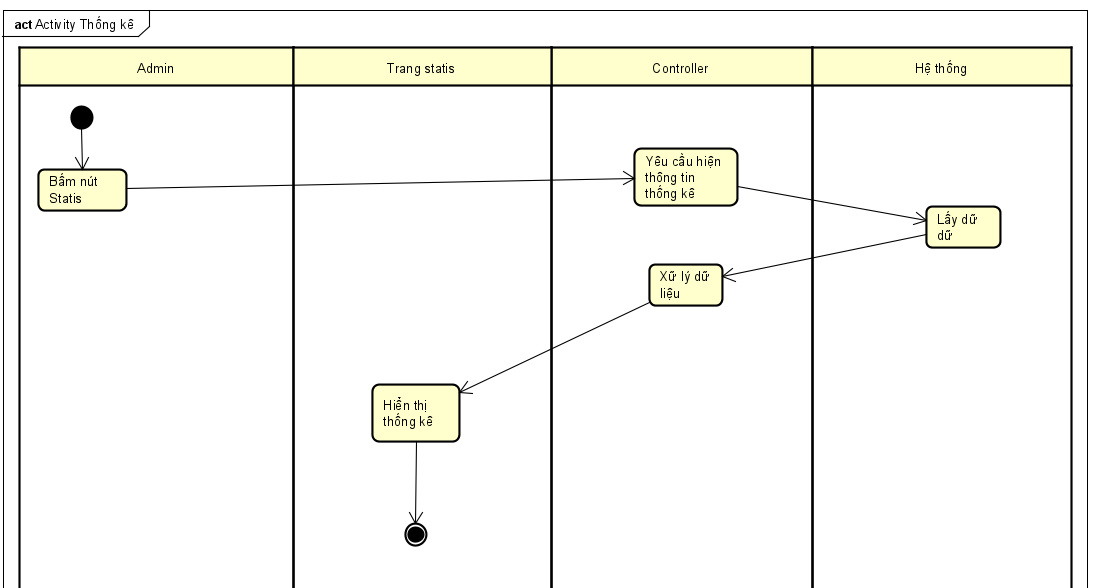 act Activity Thống kê
Admin
Trang statis
Controller
Hệ thống
Bấm nút
Statis
Yêu cầu hiện
thông tin
thống kê
Lấy dữ
dữ
Xữ lý dữ
liệu
Hiển thị
thống kê